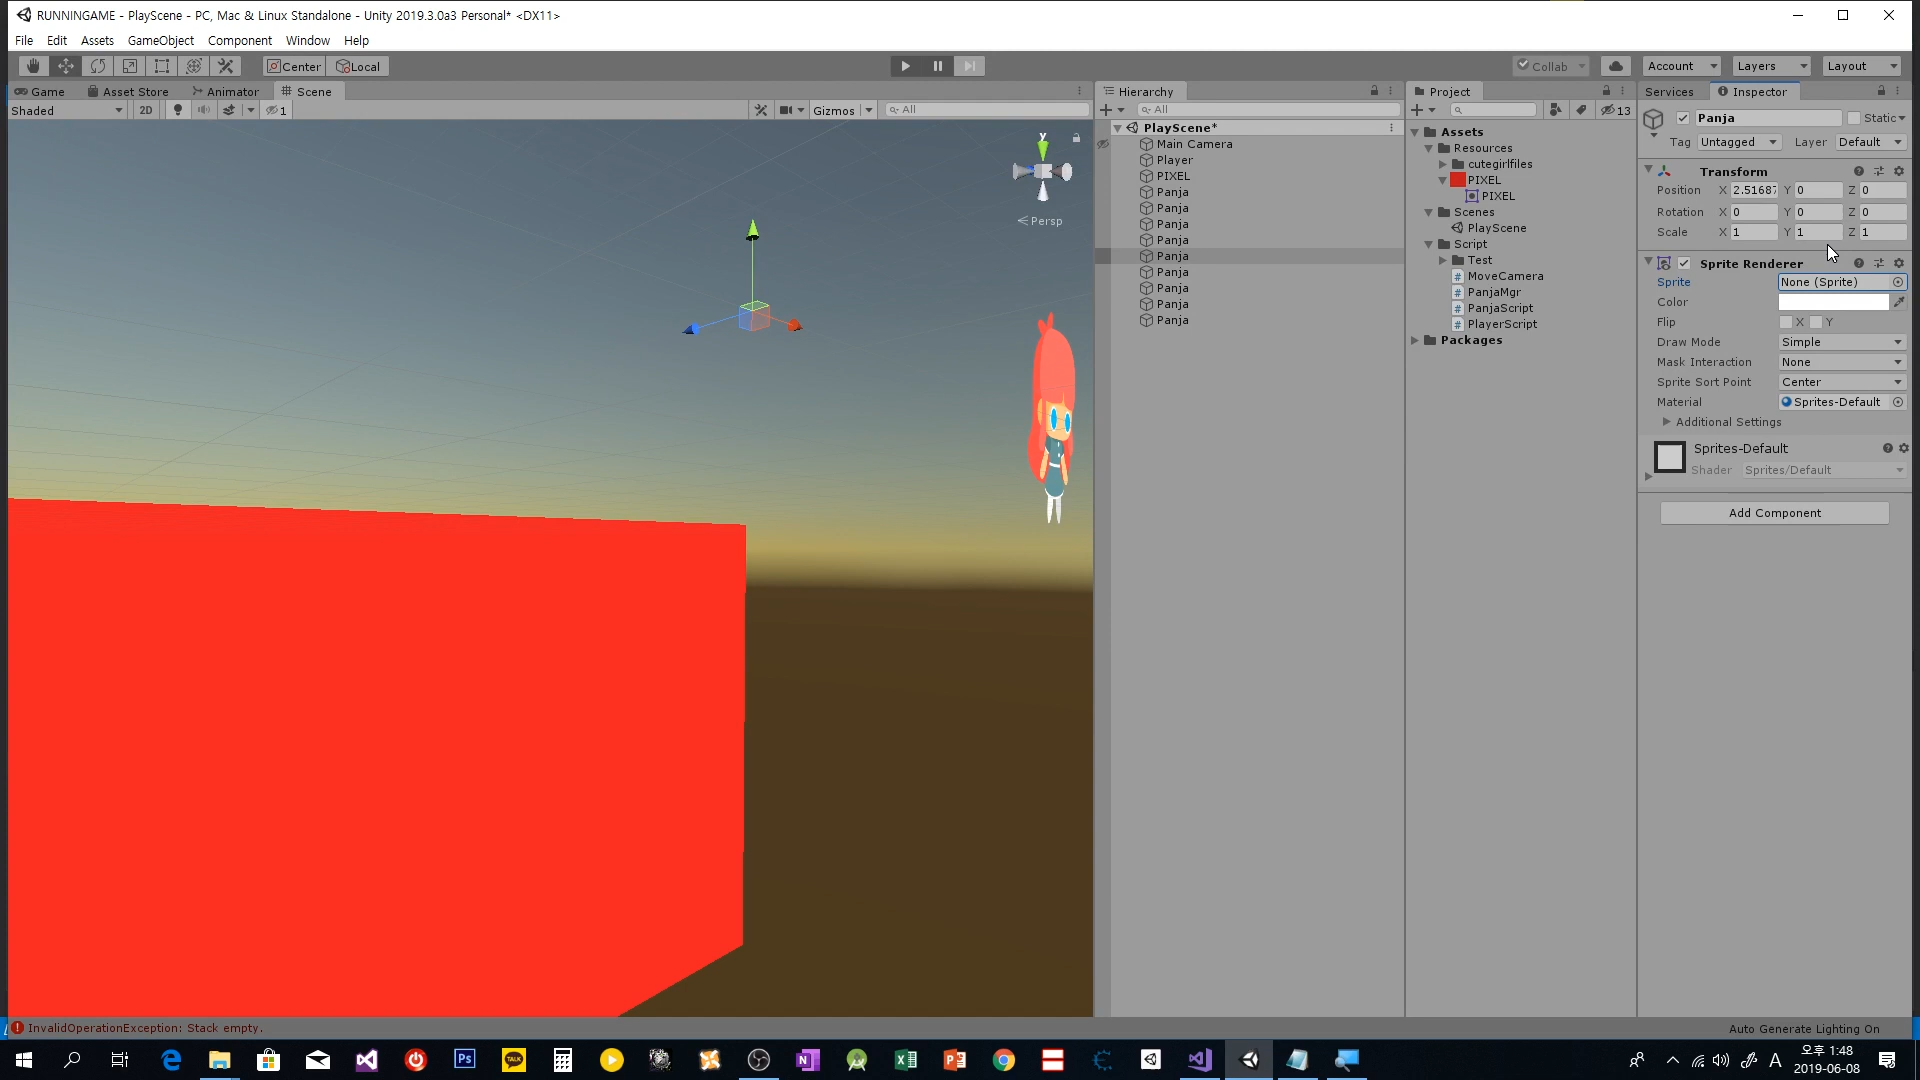 RUNNINGAME - PlayScene - PC, Mac & Linux Standalone - Unity 2019.3.0a3 Personal* <DX11>
File Edit Assets GameObject Component Window Help
Center Local Collab Account Layers Layout
Game Asset Store Animator Scene
Shaded 2D 1 Gizmos All
y
Persp
Hierarchy
All
PlayScene*
Main Camera
Player
PIXEL
Panja
Panja
Panja
Panja
Panja
Panja
Panja
Panja
Panja
Project
13
Assets
Resources
cutegirlfiles
PIXEL
PIXEL
Scenes
PlayScene
Script
Test
# MoveCamera
# PanjaMgr
# PanjaScript
# PlayerScript
Packages
Services Inspector
Panja Static
Tag Untagged Layer Default
Transform
Position X 2.51687 Y 0 Z 0
Rotation X 0 Y 0 Z 0
Scale X 1 Y 1 Z 1
Sprite Renderer
Sprite None (Sprite)
Color
Flip X Y
Draw Mode Simple
Mask Interaction None
Sprite Sort Point Center
Material Sprites-Default
Additional Settings
Sprites-Default
Shader Sprites/Default
Add Component
InvalidOperationException: Stack empty.
Auto Generate Lighting On
Ps TALK N A 오후 1:48
2019-06-08